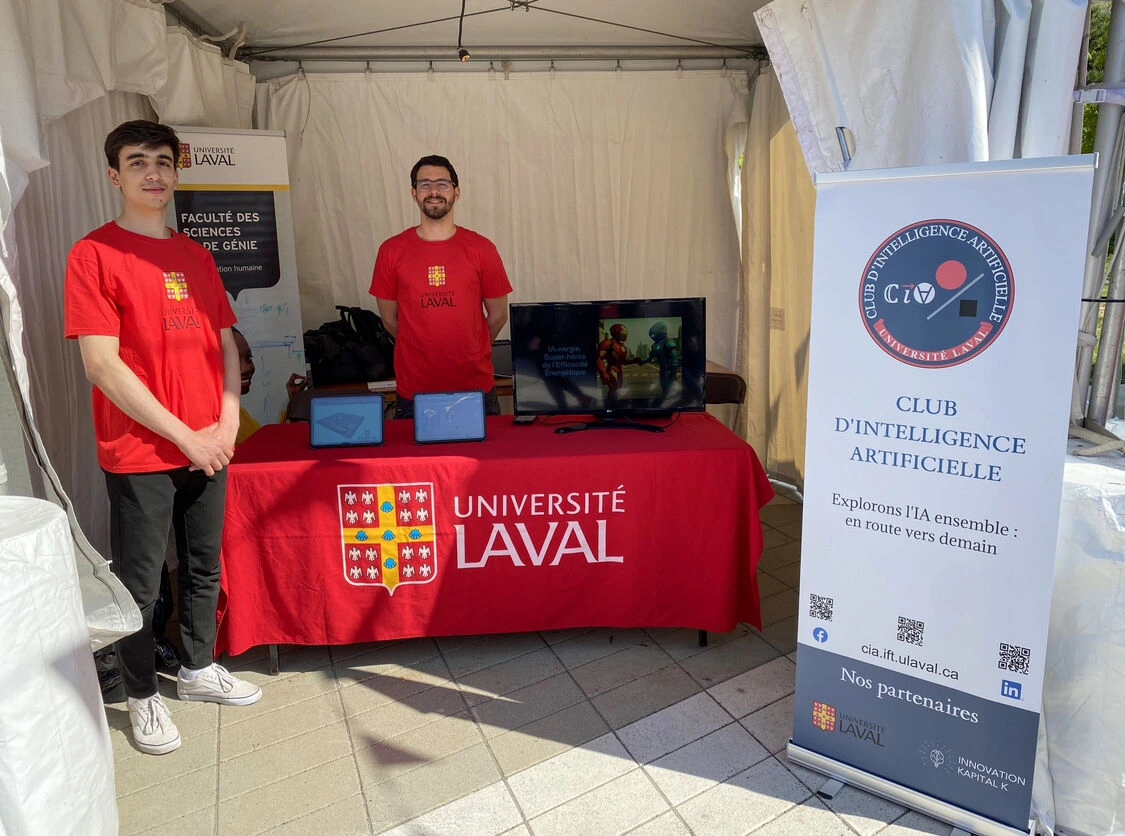 UNIVERSITÉ
LAVAL
FACULTÉ DES
SCIENCES
DE GÉNIE
UNIVERSITÉ
LAVAL
UNIVERSITÉ
LAVAL
IA-nergie,
Super-héros
de l'Efficacité
Énergétique
UNIVERSITÉ
LAVAL
CLUB D'INTELLIGENCE ARTIFICIELLE
UNIVERSITÉ LAVAL
CLUB
D'INTELLIGENCE
ARTIFICIELLE
Explorons l'IA ensemble :
en route vers demain
cia.ift.ulaval.ca
in
Nos partenaires
UNIVERSITÉ
LAVAL
INNOVATION
KAPITAL K